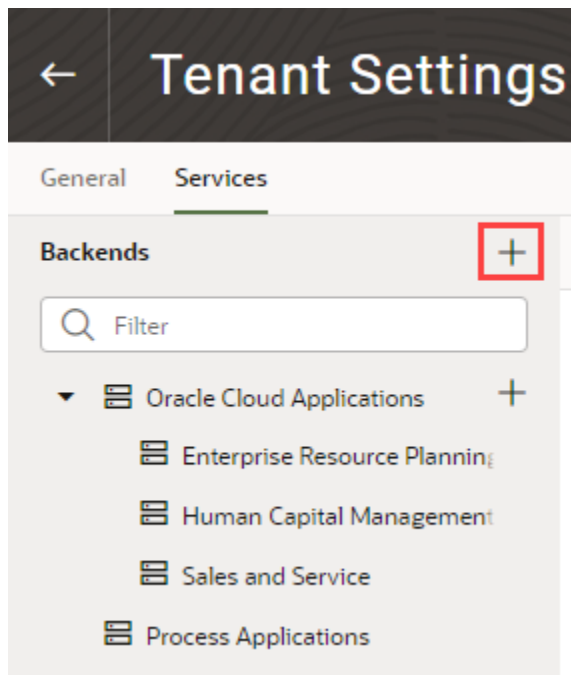 Tenant Settings
General Services
Backends
Filter
Oracle Cloud Applications
Enterprise Resource Planning
Human Capital Management
Sales and Service
Process Applications